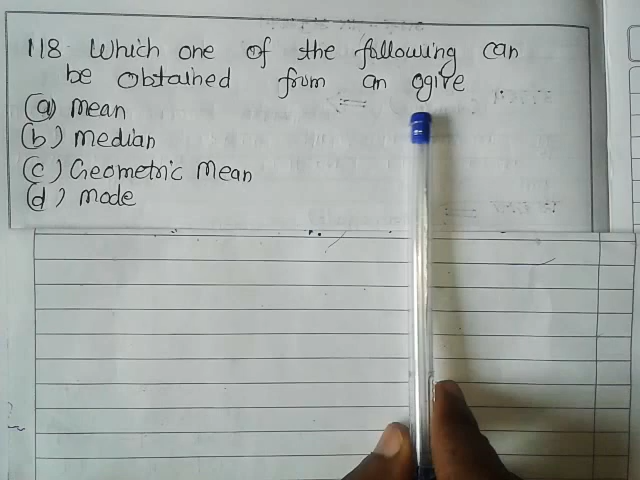 118. Which one of the following can
be obtained from an ogive
(a) mean
(b) median
(c) Geometric Mean
(d) mode